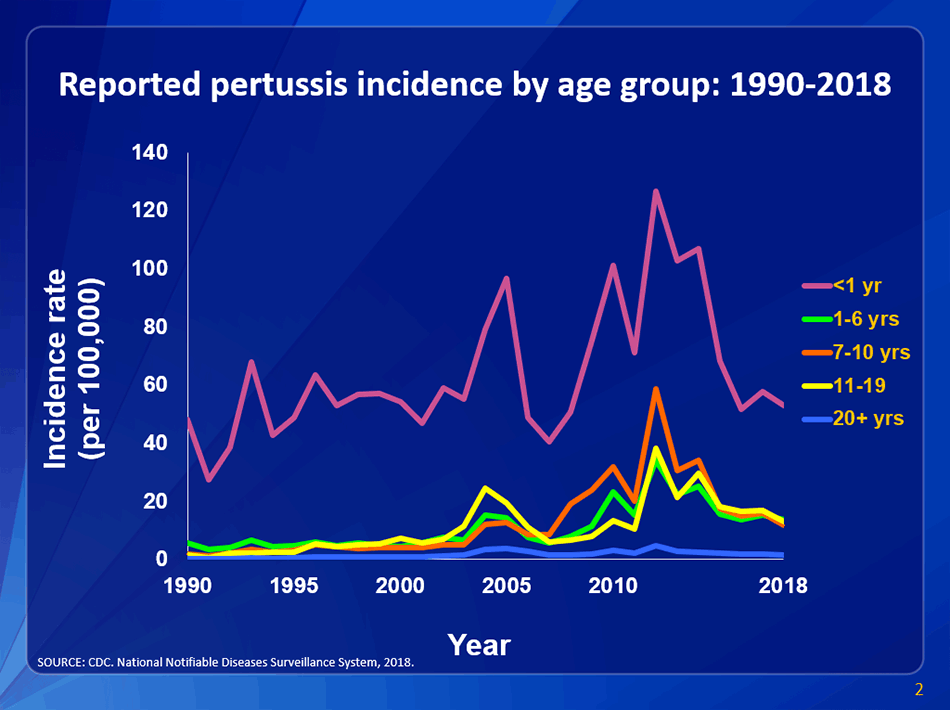 Reported pertussis incidence by age group: 1990-2018
140
120
100
80
60
40
20
0
Incidence rate
(per 100,000)
1990 1995 2000 2005 2010 2018
Year
<1 yr
1-6 yrs
7-10 yrs
11-19
20+ yrs
SOURCE: CDC. National Notifiable Diseases Surveillance System, 2018.
2